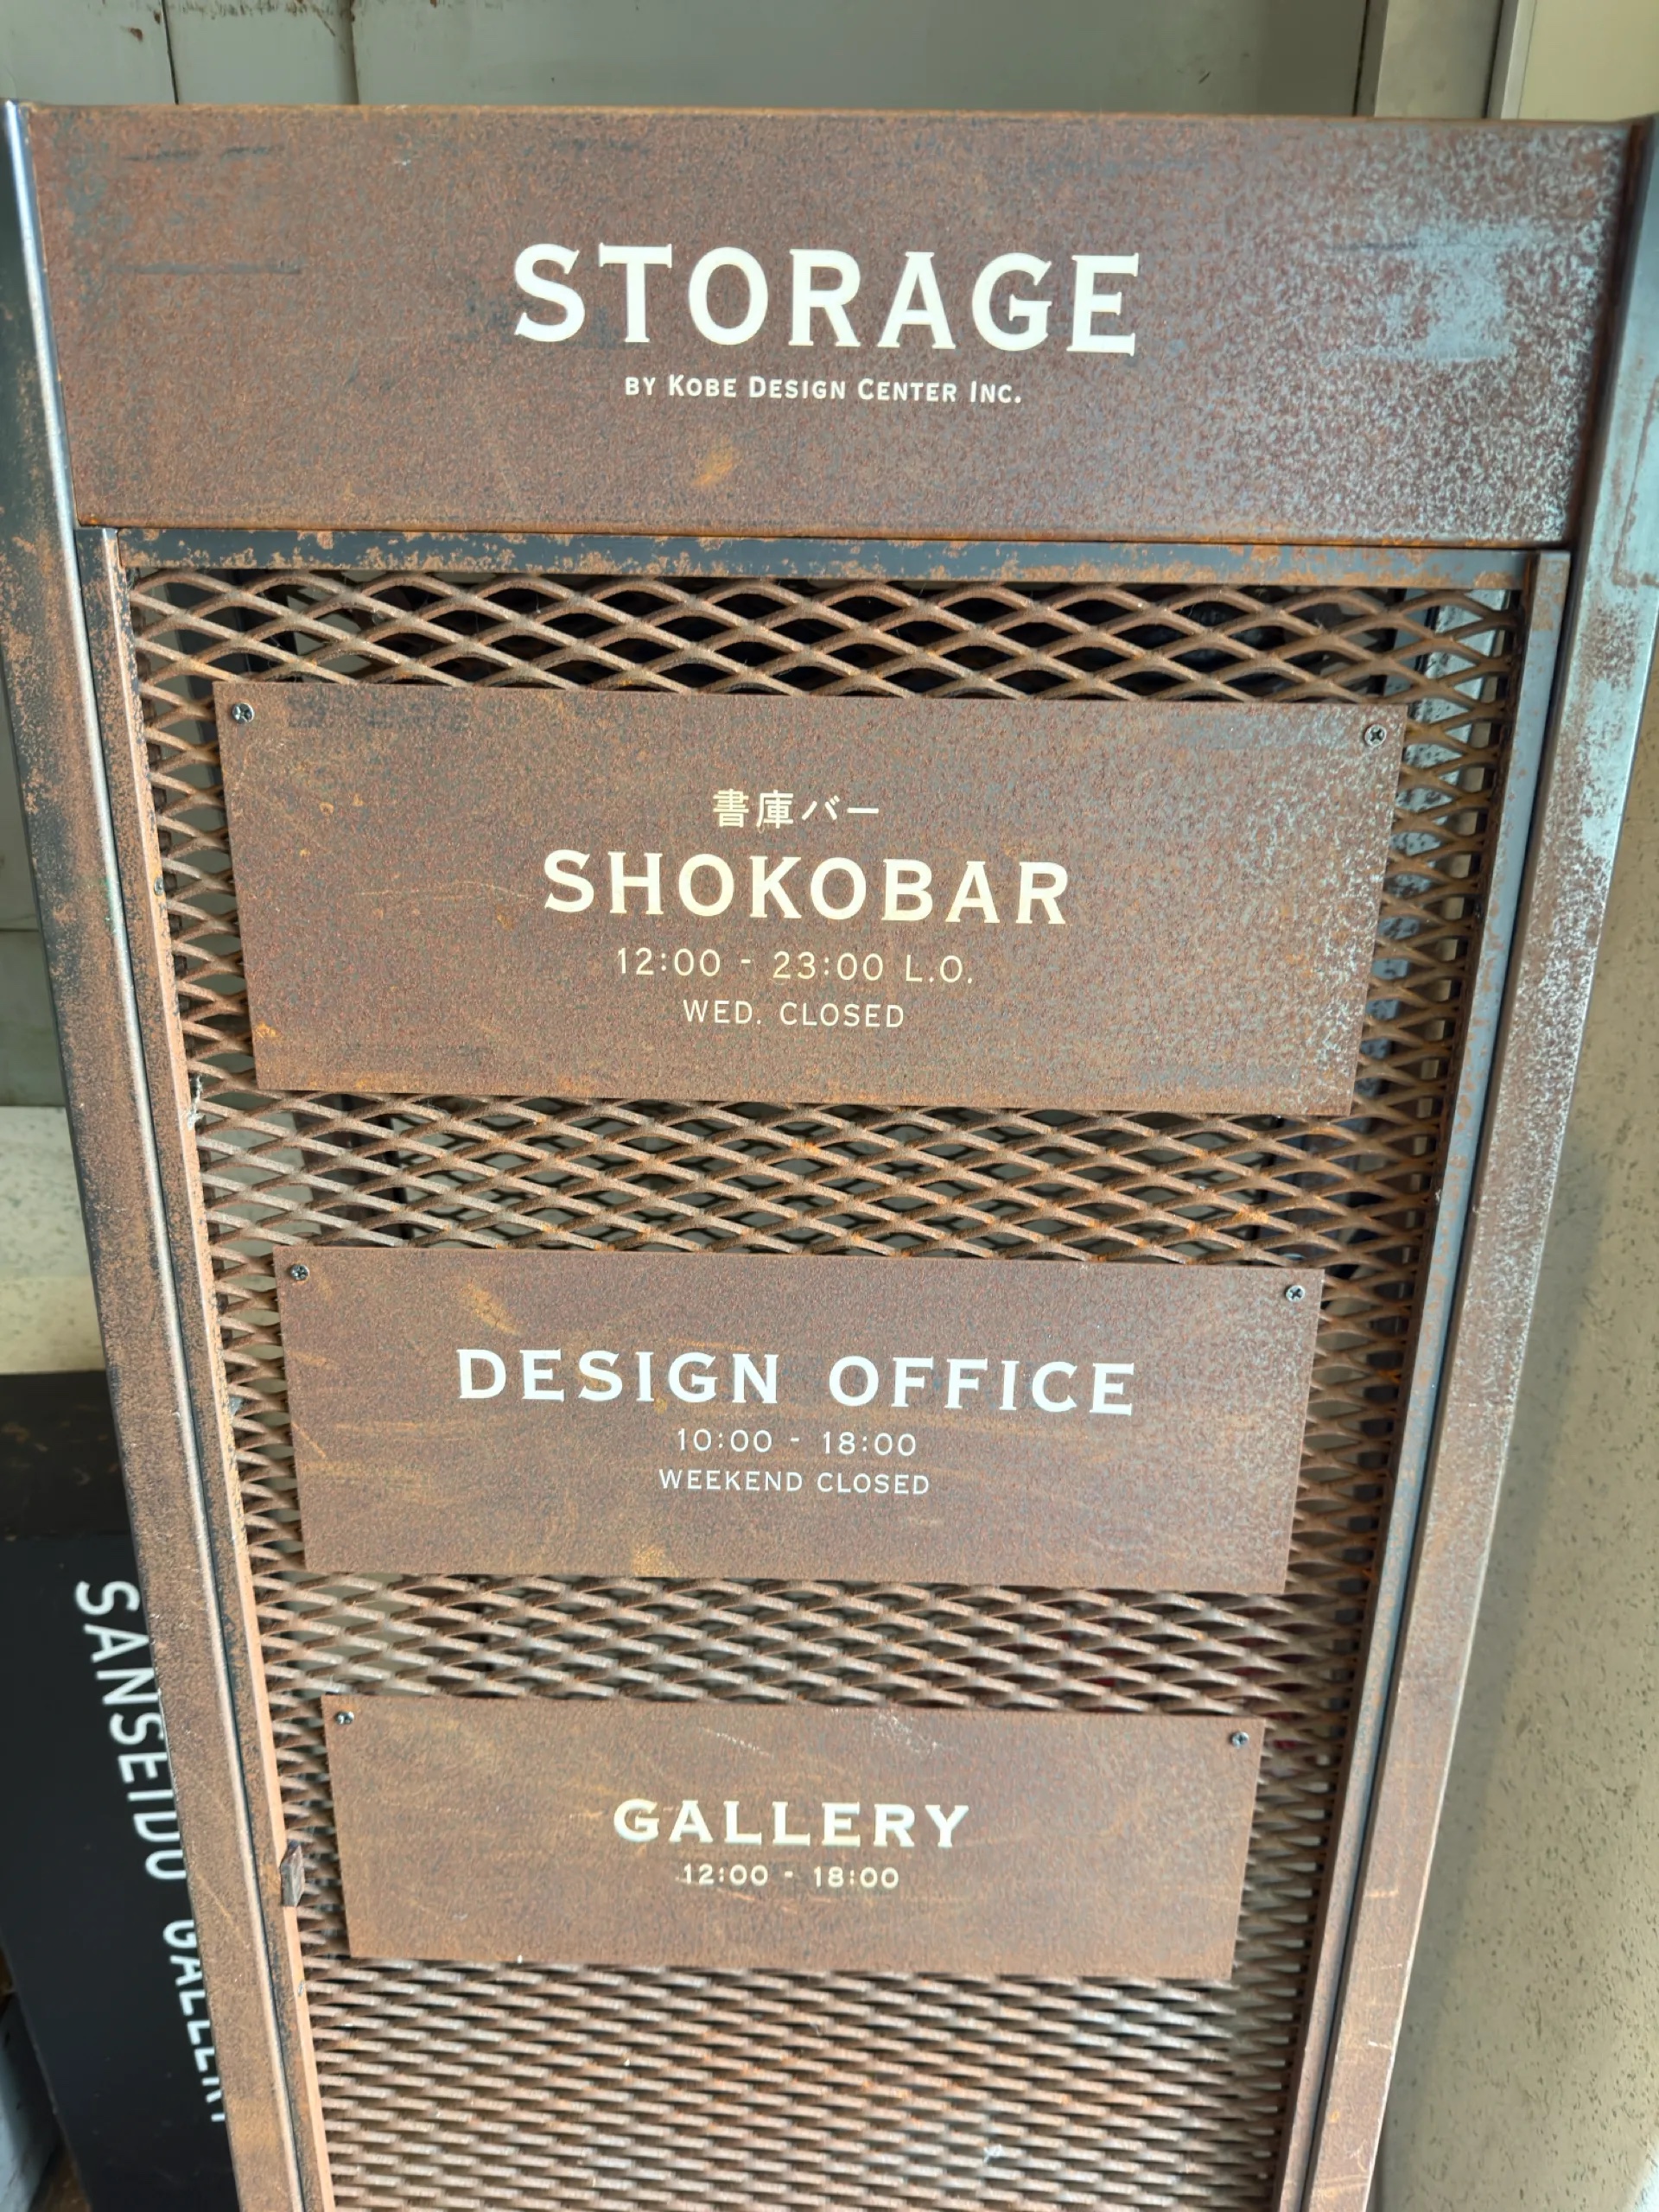 STORAGE
BY KOBE DESIGN CENTER INC.
書庫バー
SHOKOBAR
12:00 - 23:00 L.O.
WED. CLOSED
DESIGN OFFICE
10:00 - 18:00
WEEKEND CLOSED
GALLERY
12:00 - 18:00
SANSEIDO GALLERY